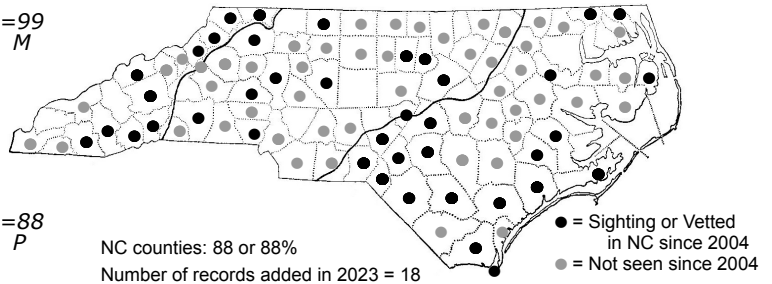 =99
M
=88
P
NC counties: 88 or 88%
Number of records added in 2023 = 18
= Sighting or Vetted
in NC since 2004
= Not seen since 2004